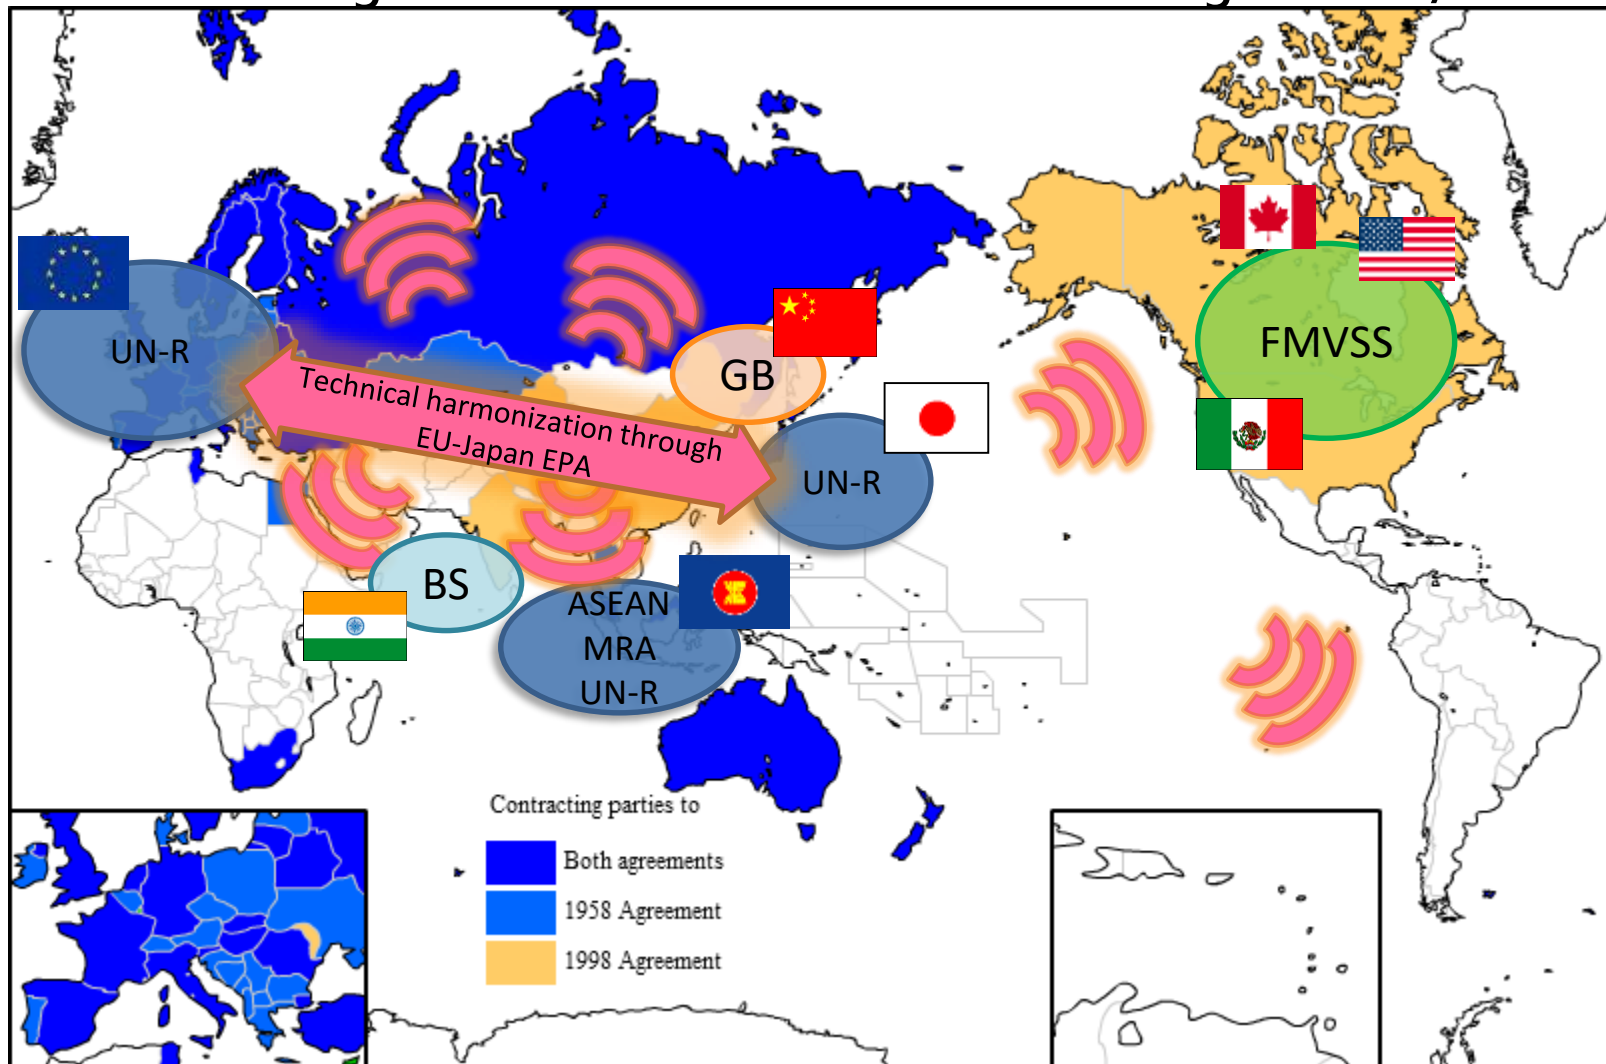 UN-R
Technical harmonization through
EU-Japan EPA
GB
UN-R
FMVSS
BS
ASEAN
MRA
UN-R
Contracting parties to
Both agreements
1958 Agreement
1998 Agreement